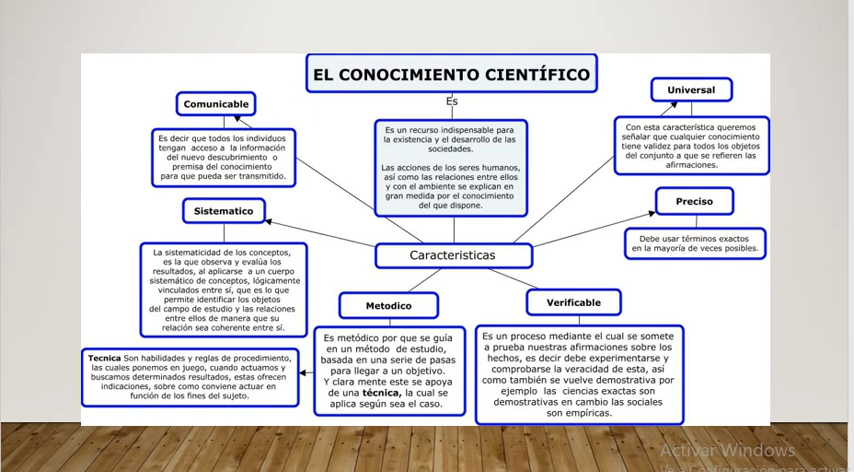 EL CONOCIMIENTO CIENTÍFICO
Es
Es un recurso indispensable para
la existencia y el desarrollo de las
sociedades.
Las acciones de los seres humanos,
así como las relaciones entre ellos
y con el ambiente se explican en
gran medida por el conocimiento
del que dispone.
Caracteristicas
Comunicable
Es decir que todos los individuos
tengan acceso a la información
del nuevo descubrimiento o
premisa del conocimiento
para que pueda ser transmitido.
Sistematico
La sistematicidad de los conceptos,
es la que observa y evalúa los
resultados, al aplicarse a un cuerpo
sistemático de conceptos, lógicamente
vinculados entre sí, que es lo que
permite identificar los objetos
del campo de estudio y las relaciones
entre ellos de manera que su
relación sea coherente entre sí.
Metodico
Es metódico por que se guía
en un método de estudio,
basada en una serie de pasas
para llegar a un objetivo.
Y clara mente este se apoya
de una técnica, la cual se
aplica según sea el caso.
Tecnica Son habilidades y reglas de procedimiento,
las cuales ponemos en juego, cuando actuamos y
buscamos determinados resultados, estas ofrecen
indicaciones, sobre como conviene actuar en
función de los fines del sujeto.
Verificable
Es un proceso mediante el cual se somete
a prueba nuestras afirmaciones sobre los
hechos, es decir debe experimentarse y
comprobarse la veracidad de esta, así
como también se vuelve demostrativa por
ejemplo las ciencias exactas son
demostrativas en cambio las sociales
son empíricas.
Preciso
Debe usar términos exactos
en la mayoría de veces posibles.
Universal
Con esta característica queremos
señalar que cualquier conocimiento
tiene validez para todos los objetos
del conjunto a que se refieren las
afirmaciones.
Activar Windows
Ve a Configuración para activar